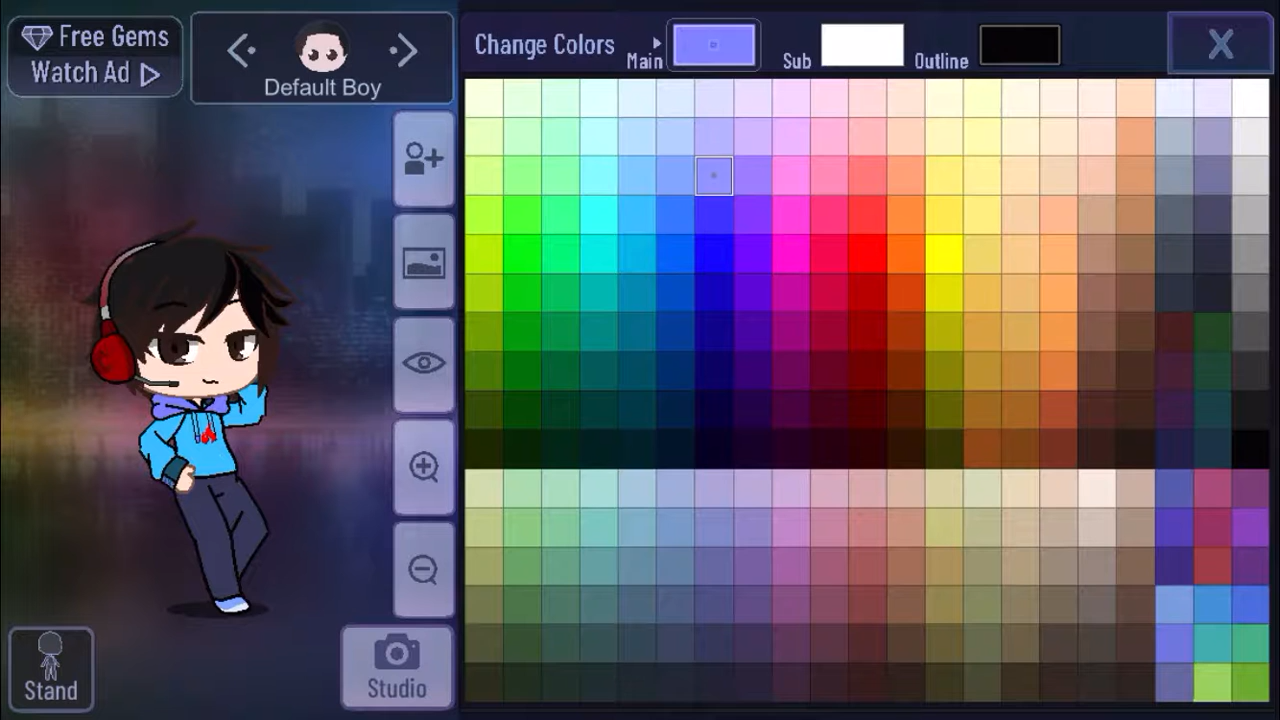 Free Gems
Watch Ad
Default Boy
Change Colors
Main
Sub
Outline
X
Stand
Studio